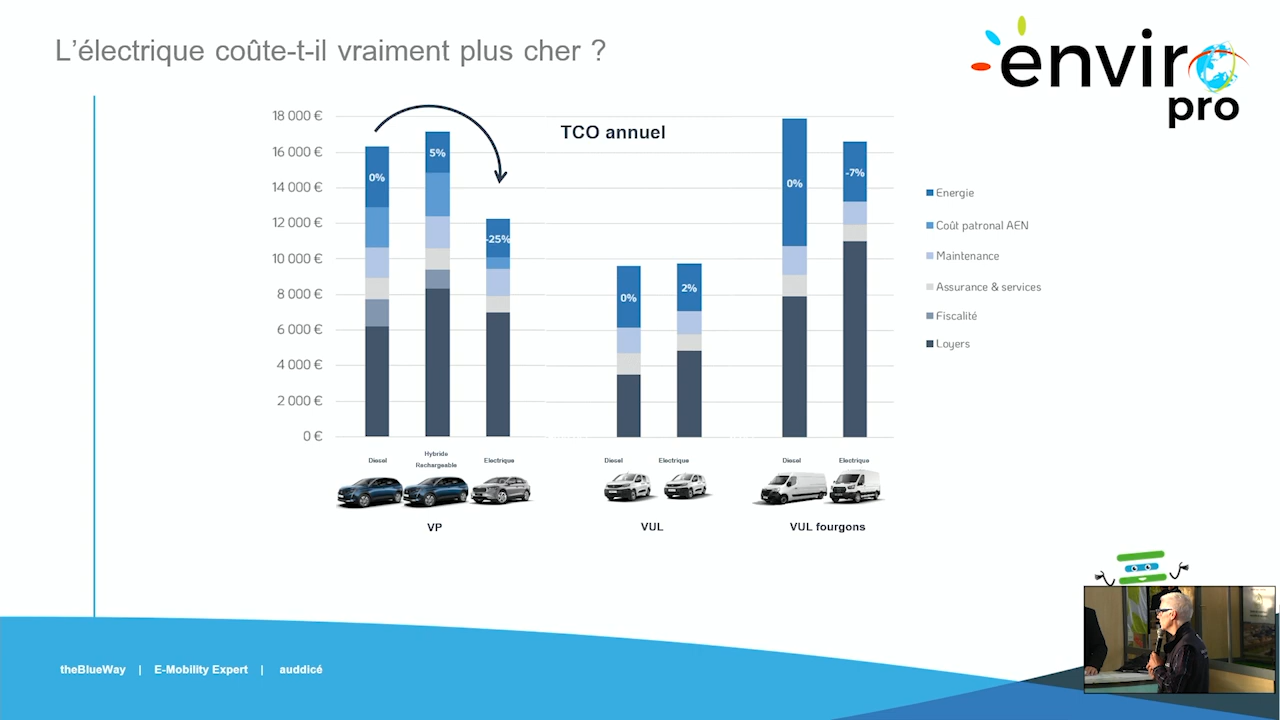 L'électrique coûte-t-il vraiment plus cher ?
enviro
pro
TCO annuel
18 000 €
16 000 €
14 000 €
12 000 €
10 000 €
8 000 €
6 000 €
4 000 €
2 000 €
0 €
0%
5%
-25%
0%
2%
0%
-7%
Energie
Coût patronal AEN
Maintenance
Assurance & services
Fiscalité
Loyers
Diesel
Hybride
Rechargeable
Electrique
Diesel
Electrique
Diesel
Electrique
VP
VUL
VUL fourgons
theBlueWay | E-Mobility Expert | auddicé